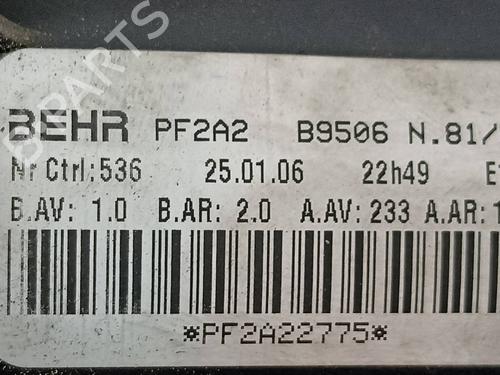 BEHR PF2A2 B9506 N.81/
Nr Ctrl:536 25.01.06 22h49
B.AV: 1.0 B.AR: 2.0 A.AV: 233 A.AR:
*PF2A22775*